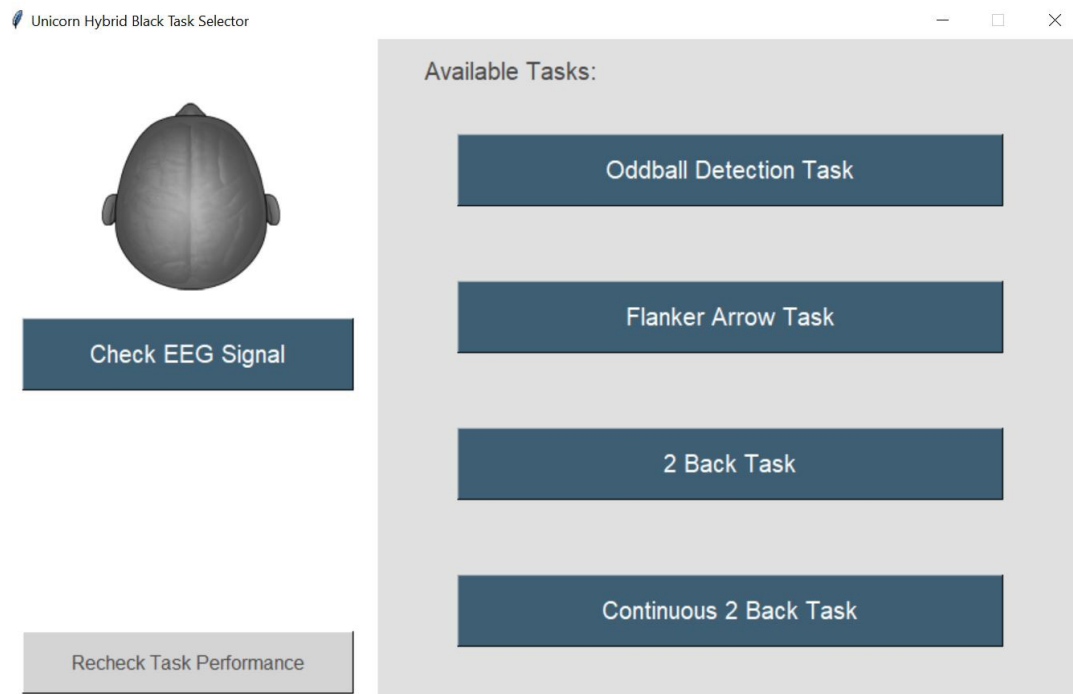 Unicorn Hybrid Black Task Selector
Available Tasks:
Oddball Detection Task
Flanker Arrow Task
Check EEG Signal
2 Back Task
Continuous 2 Back Task
Recheck Task Performance